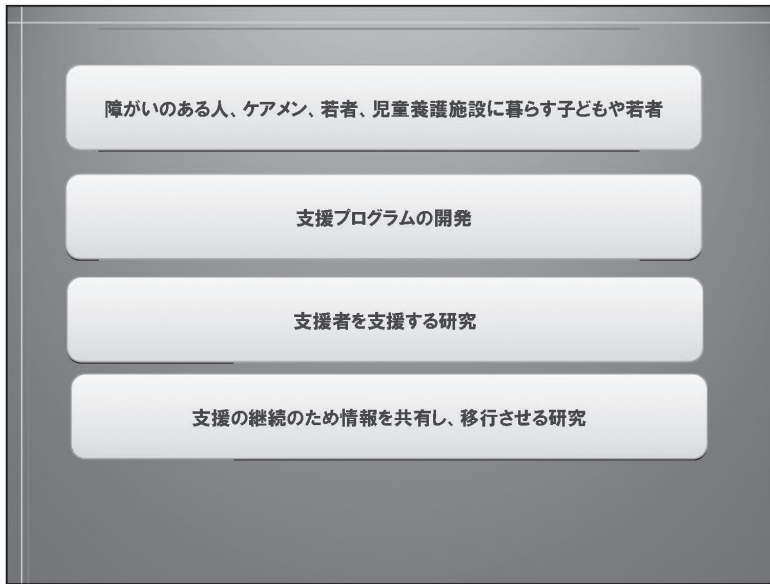 障がいのある人、ケアメン、若者、児童養護施設に暮らす子どもや若者
支援プログラムの開発
支援者を支援する研究
支援の継続のため情報を共有し、移行させる研究